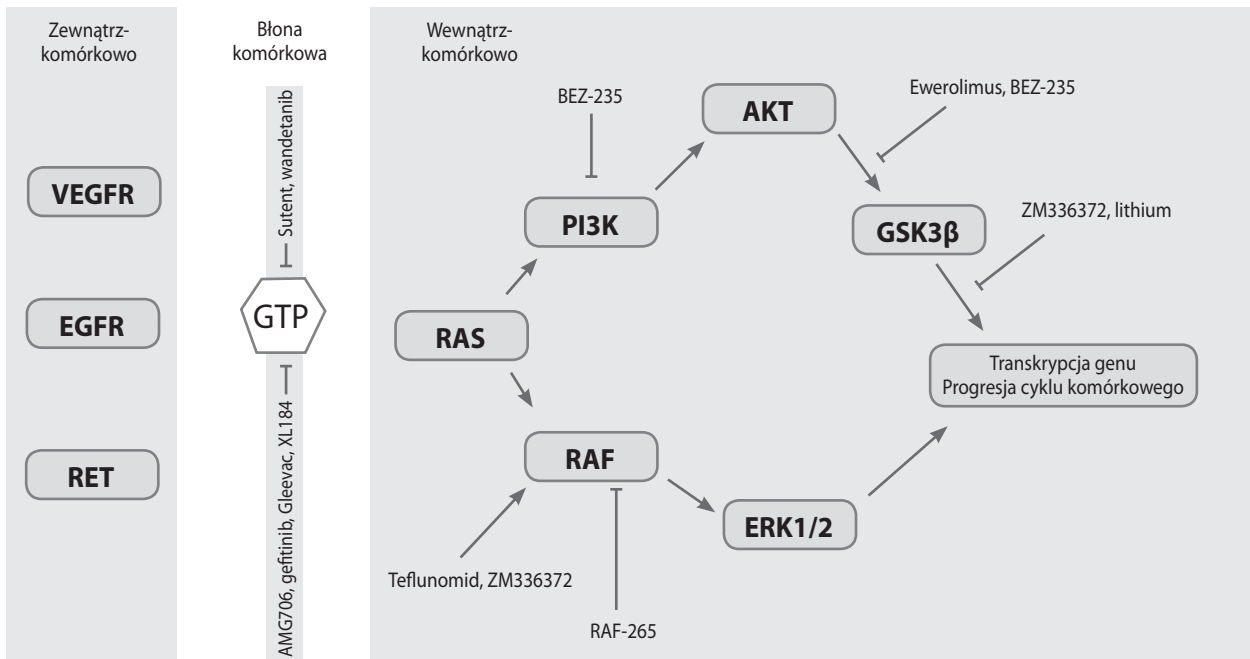 Zewnątrz-
komórkowo
Błona
komórkowa
Wewnątrz-
komórkowo
VEGFR
EGFR
RET
Sutent, wandetanib
GTP
AMG706, gefitinib, Gleevac, XL184
BEZ-235
AKT
Ewerolimus, BEZ-235
PI3K
GSK3β
ZM336372, lithium
RAS
Transkrypcja genu
Progresja cyklu komórkowego
RAF
ERK1/2
Teflunomid, ZM336372
RAF-265